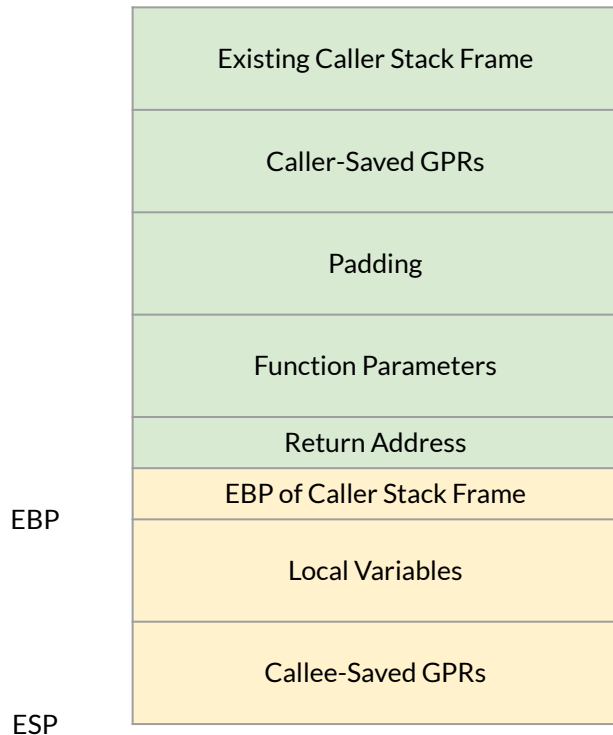 Existing Caller Stack Frame
Caller-Saved GPRs
Padding
Function Parameters
Return Address
EBP of Caller Stack Frame
EBP
Local Variables
Callee-Saved GPRs
ESP